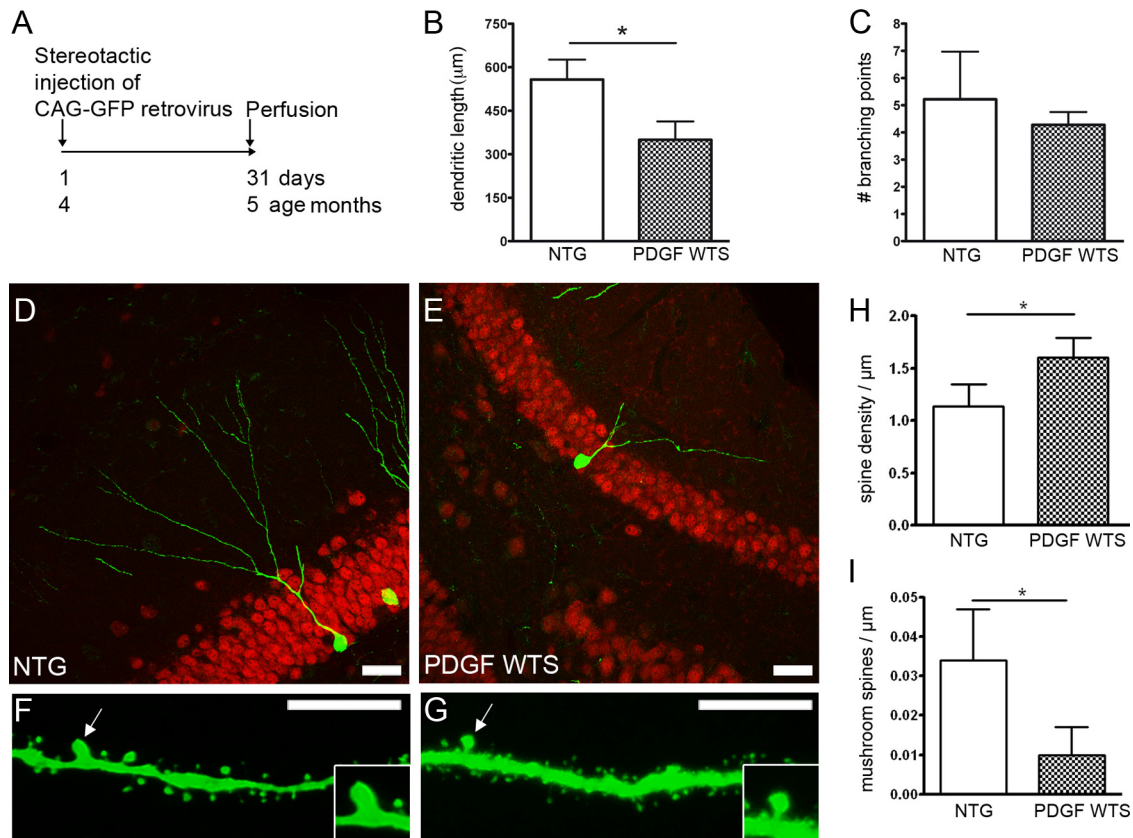 A
Stereotactic
injection of
CAG-GFP retrovirus Perfusion
1 31 days
4 5 age months
B
dendritic length(µm)
750
600
450
300
150
0
*
NTG PDGF WTS
C
# branching points
8
7
6
5
4
3
2
1
0
NTG PDGF WTS
D
NTG
E
PDGF WTS
F
G
H
spine density / µm
2.0
1.5
1.0
0.5
0.0
*
NTG PDGF WTS
I
mushroom spines / µm
0.05
0.04
0.03
0.02
0.01
0.00
*
NTG PDGF WTS